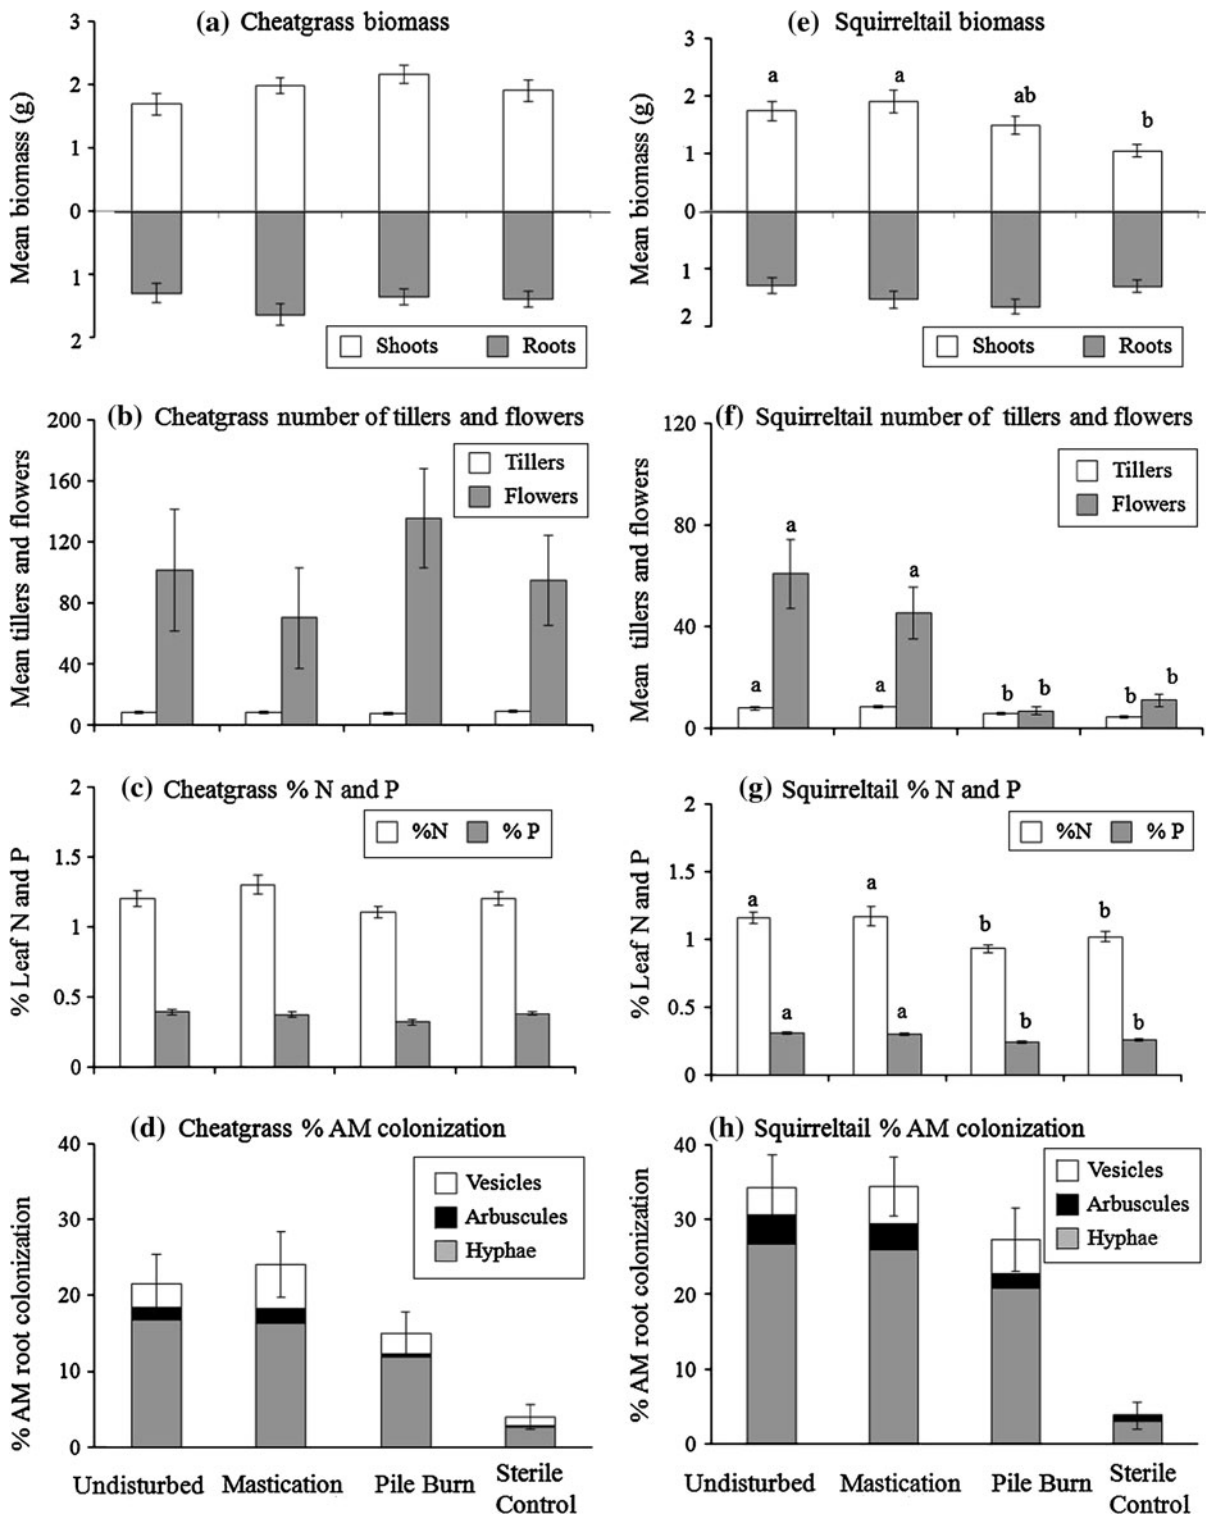 (a) Cheatgrass biomass
3
2
1
0
1
2
Mean biomass (g)
Shoots Roots
(e) Squirreltail biomass
3
2
1
0
1
2
Mean biomass (g)
a a ab b
Shoots Roots
(b) Cheatgrass number of tillers and flowers
200
160
120
80
40
0
Mean tillers and flowers
Tillers
Flowers
(f) Squirreltail number of tillers and flowers
120
80
40
0
Mean tillers and flowers
Tillers
Flowers
a a a a b b b b
(c) Cheatgrass % N and P
2
1.5
1
0.5
0
% Leaf N and P
%N % P
(g) Squirreltail % N and P
2
1.5
1
0.5
0
% Leaf N and P
%N % P
a a b b
a a b b
(d) Cheatgrass % AM colonization
40
30
20
10
0
% AM root colonization
Vesicles
Arbuscules
Hyphae
Undisturbed Mastication Pile Burn Sterile
Control
(h) Squirreltail % AM colonization
40
30
20
10
0
% AM root colonization
Vesicles
Arbuscules
Hyphae
Undisturbed Mastication Pile Burn Sterile
Control